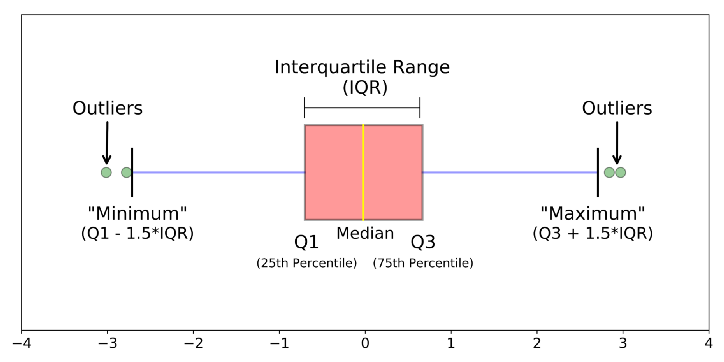 Interquartile Range
(IQR)
Outliers
Outliers
"Minimum"
(Q1 - 1.5*IQR)
"Maximum"
(Q3 + 1.5*IQR)
Median
Q1
Q3
(25th Percentile)
(75th Percentile)
−4
−3
−2
−1
0
1
2
3
4